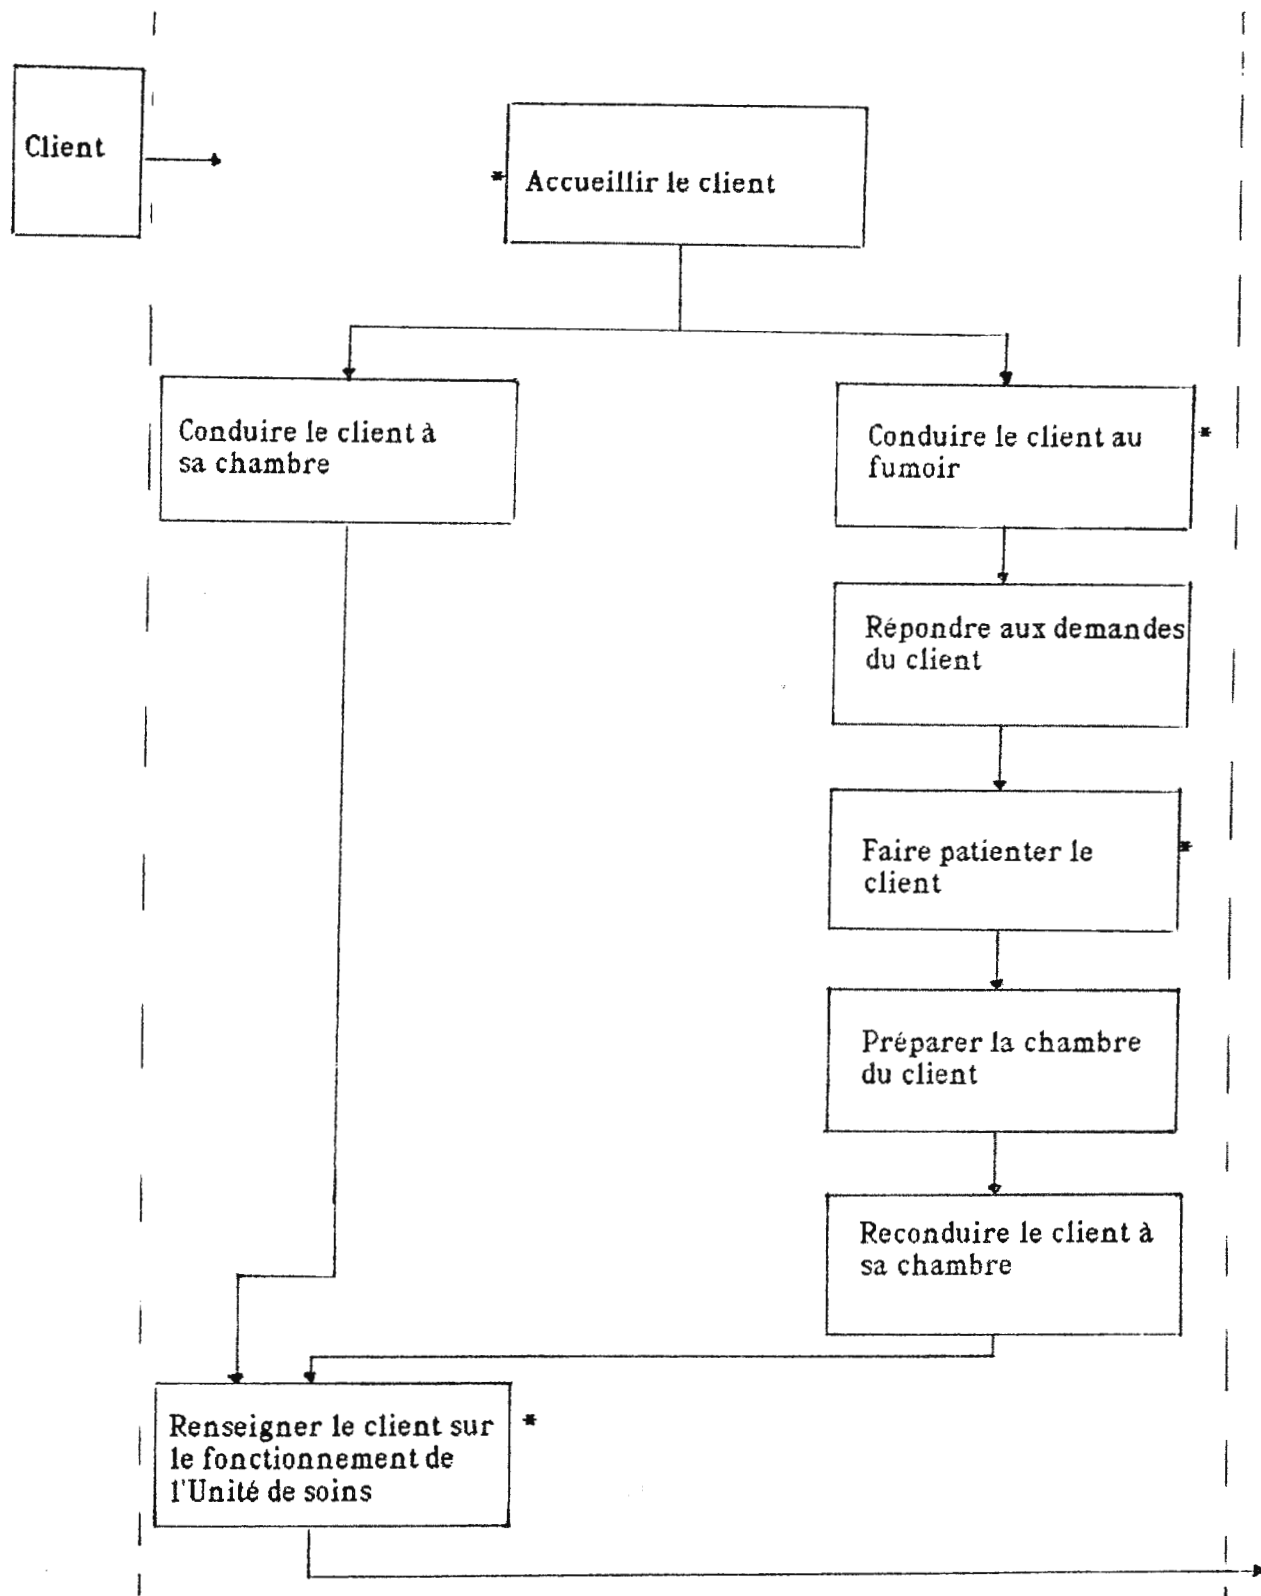 Client
* Accueillir le client
Conduire le client à
sa chambre
Conduire le client au *
fumoir
Répondre aux demandes
du client
Faire patienter le *
client
Préparer la chambre
du client
Reconduire le client à
sa chambre
Renseigner le client sur *
le fonctionnement de
l'Unité de soins